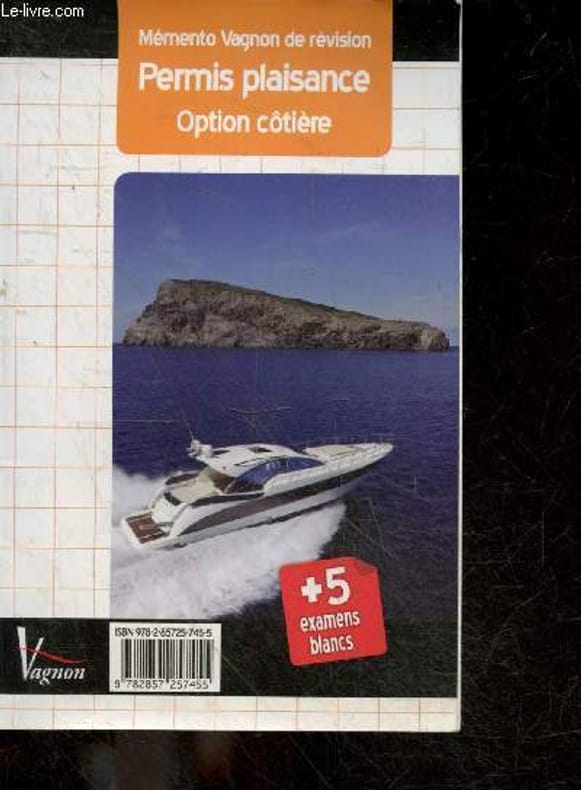 Le-livre.com
Mémento Vagnon de révision
Permis plaisance
Option côtière
+5
examens
blancs
ISBN 978-2-85725-745-5
9 782857 257455
Vagnon